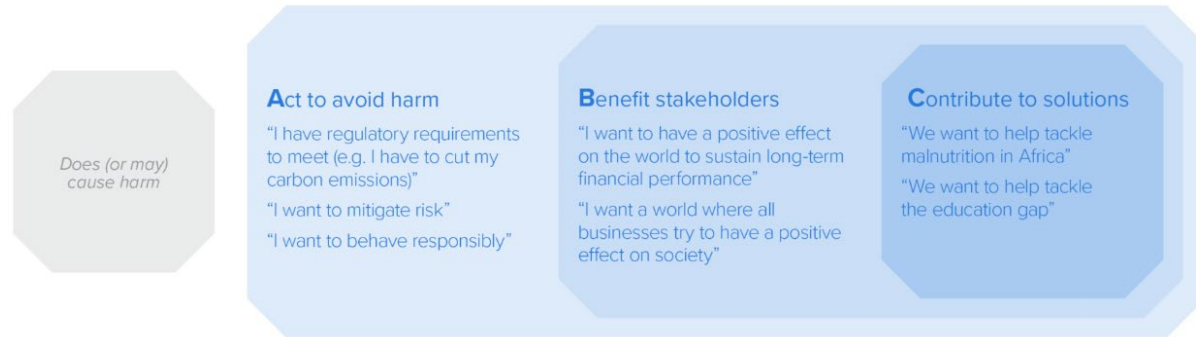 Does (or may)
cause harm
Act to avoid harm
“I have regulatory requirements
to meet (e.g. I have to cut my
carbon emissions)”
“I want to mitigate risk”
“I want to behave responsibly”
Benefit stakeholders
“I want to have a positive effect
on the world to sustain long-term
financial performance”
“I want a world where all
businesses try to have a positive
effect on society”
Contribute to solutions
“We want to help tackle
malnutrition in Africa”
“We want to help tackle
the education gap”